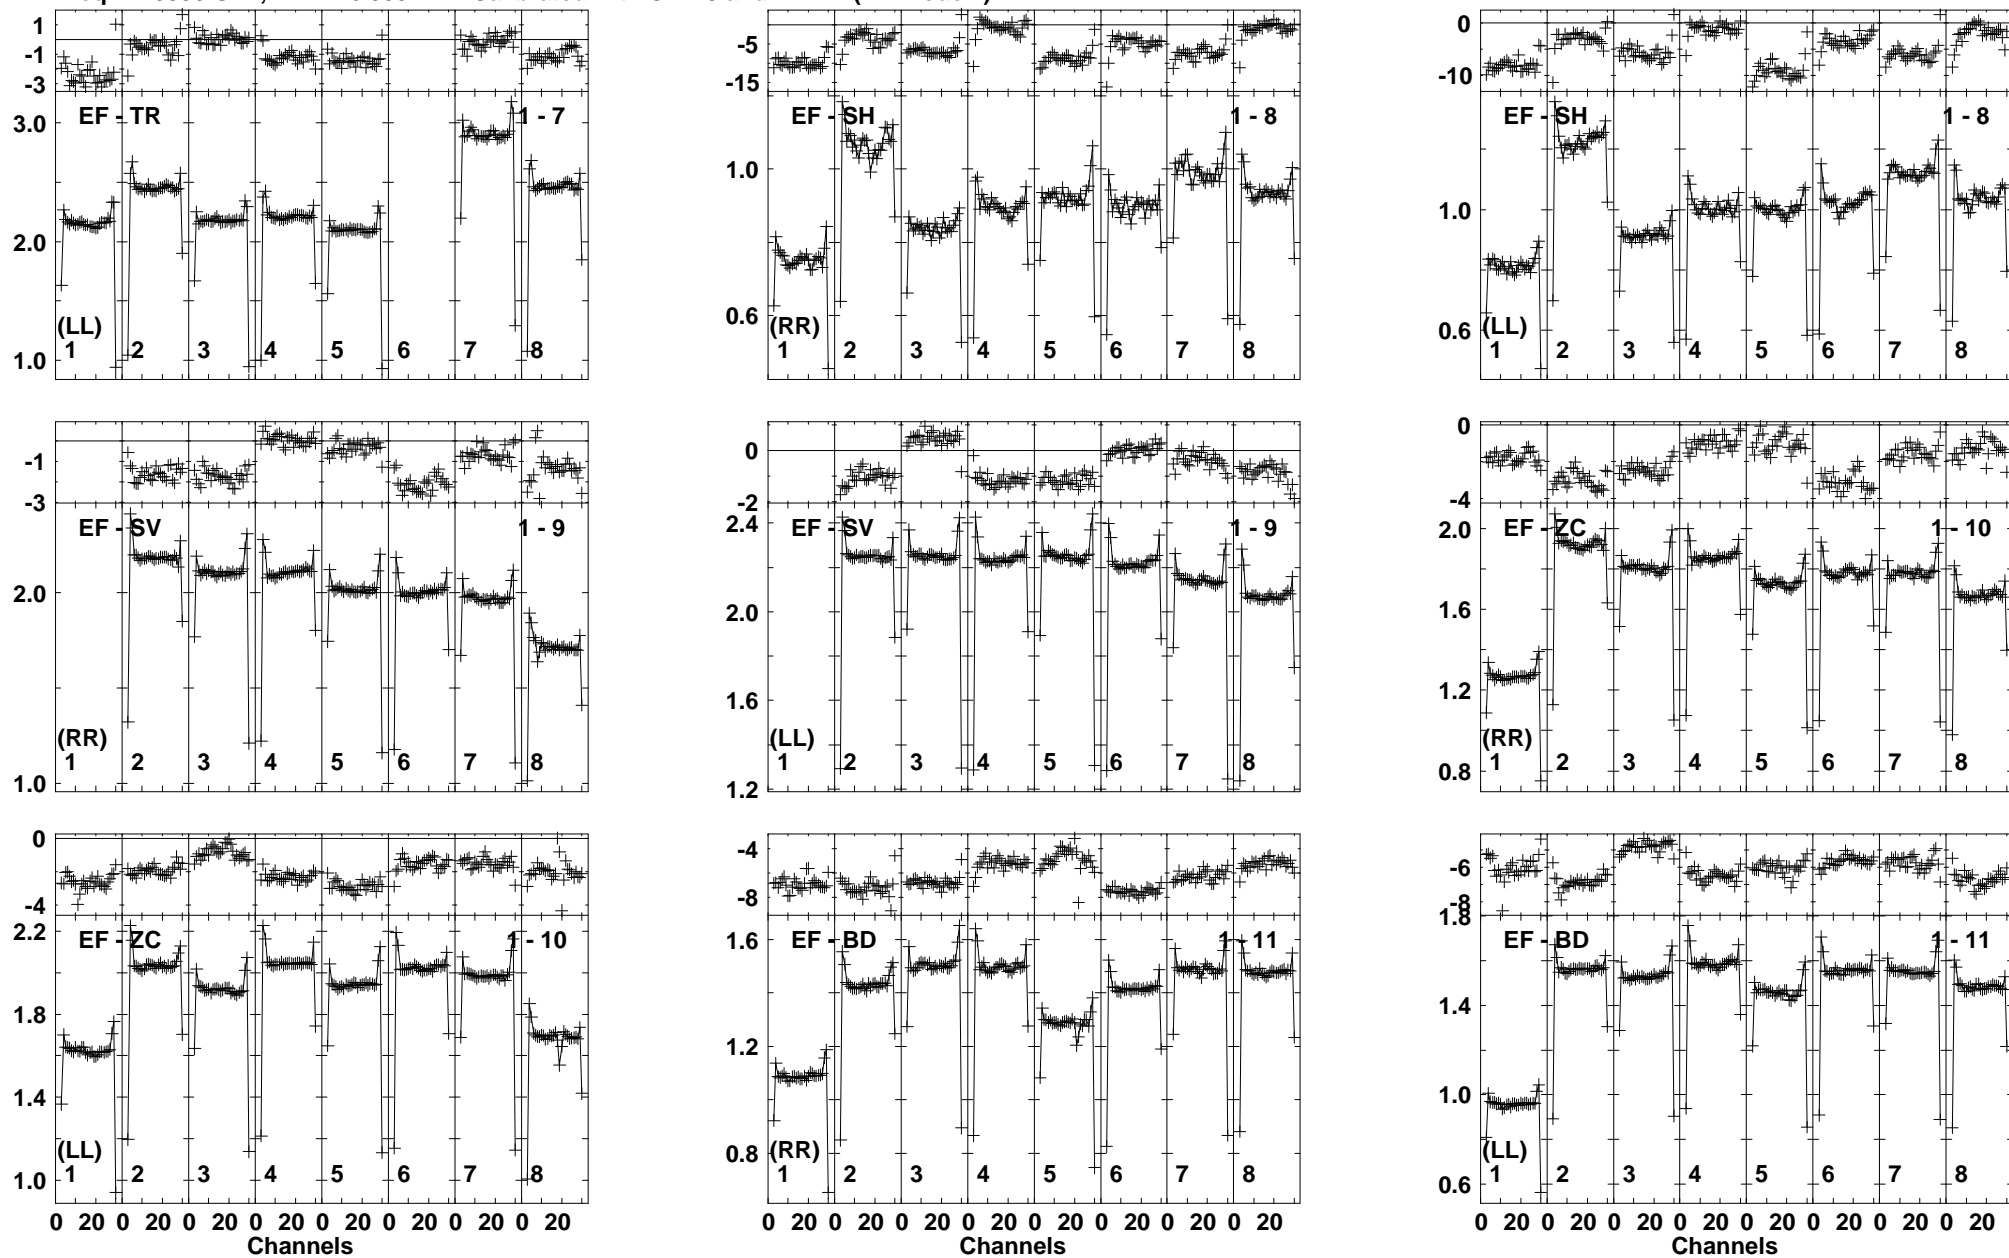 1
-1
-3
3.0
2.0
1.0
EF - TR
1 - 7
(LL)
1 2 3 4 5 6 7 8
-5
-15
1.0
0.6
EF - SH
1 - 8
(RR)
1 2 3 4 5 6 7 8
0
-10
1.0
0.6
EF - SH
1 - 8
(LL)
1 2 3 4 5 6 7 8
-1
-3
2.0
1.0
EF - SV
1 - 9
(RR)
1 2 3 4 5 6 7 8
0
-2
2.4
2.0
1.6
1.2
EF - SV
1 - 9
(LL)
1 2 3 4 5 6 7 8
0
-4
2.0
1.6
1.2
0.8
EF - ZC
1 - 10
(RR)
1 2 3 4 5 6 7 8
0
-4
2.2
1.8
1.4
1.0
EF - ZC
1 - 10
(LL)
1 2 3 4 5 6 7 8
0 20 0 20 0 20 0 20 0 20 0 20 0 20 0 20
Channels
-4
-8
1.6
1.2
0.8
EF - BD
1 - 11
(RR)
1 2 3 4 5 6 7 8
0 20 0 20 0 20 0 20 0 20 0 20 0 20 0 20
Channels
-6
-8
1.8
1.4
1.0
0.6
EF - BD
1 - 11
(LL)
1 2 3 4 5 6 7 8
0 20 0 20 0 20 0 20 0 20 0 20 0 20 0 20
Channels